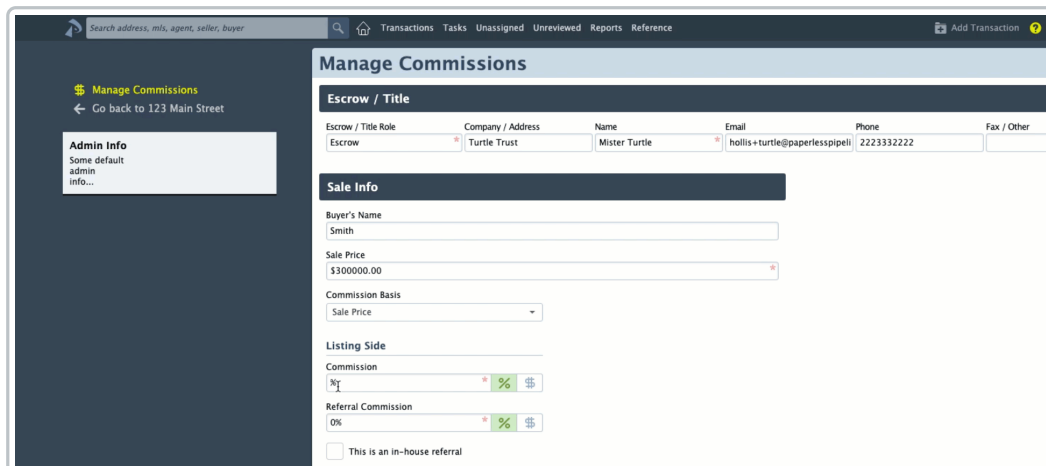 Search address, mls, agent, seller, buyer
Transactions Tasks Unassigned Unreviewed Reports Reference
Add Transaction ?
Manage Commissions
Go back to 123 Main Street
Admin Info
Some default
admin
info...
Manage Commissions
Escrow / Title
Escrow / Title Role Company / Address Name Email Phone Fax / Other
Escrow * Turtle Trust Mister Turtle * hollis+turtle@paperlesspipeli 2223332222
Sale Info
Buyer's Name
Smith
Sale Price
$300000.00 *
Commission Basis
Sale Price
Listing Side
Commission
% * % $
Referral Commission
0% * % $
This is an in-house referral